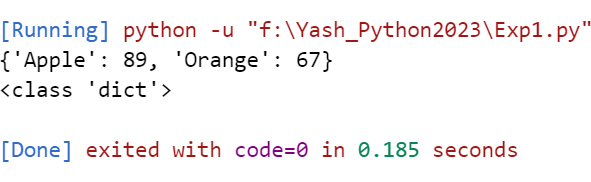 [Running] python -u "f:\Yash_Python2023\Exp1.py"
{'Apple': 89, 'Orange': 67}
<class 'dict'>
[Done] exited with code=0 in 0.185 seconds